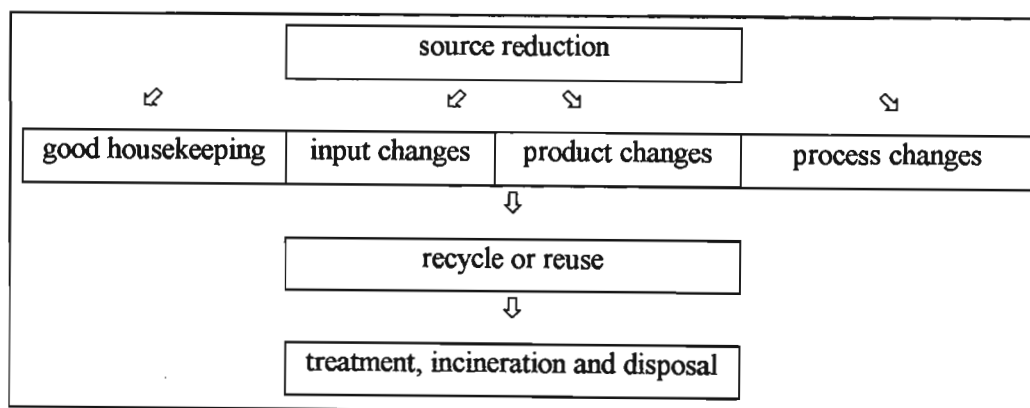 source reduction
good housekeeping input changes product changes process changes
recycle or reuse
treatment, incineration and disposal